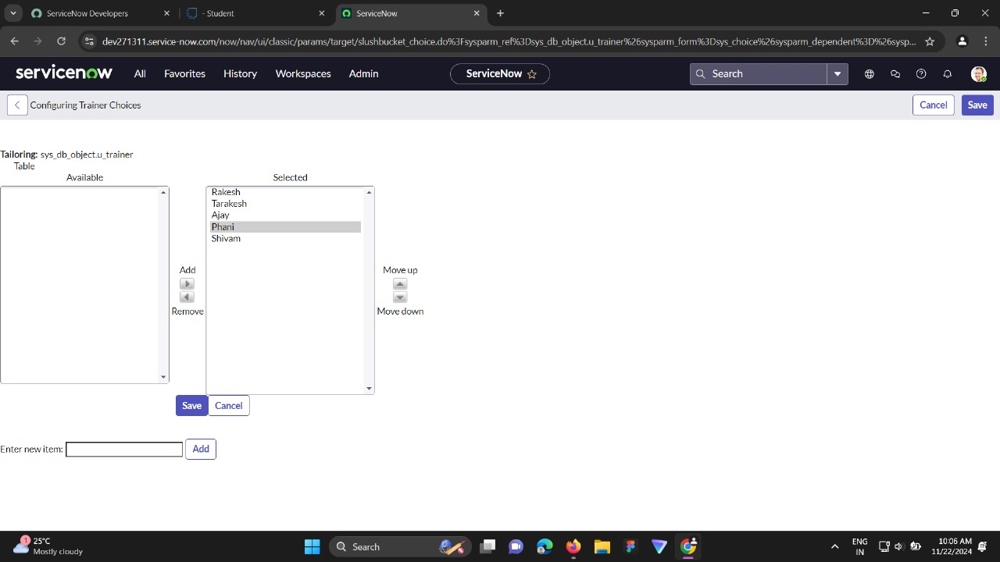 ServiceNow Developers
- Student
ServiceNow
dev271311.service-now.com/now/nav/ui/classic/params/target/slushbucket_choice.do%3Fsysparm_ref%3Dsys_db_object.u_trainer%26sysparm_form%3Dsys_choice%26sysparm_dependent%3D%26sysp...
servicenow All Favorites History Workspaces Admin ServiceNow Search
Configuring Trainer Choices Cancel Save
Tailoring: sys_db_object.u_trainer
Table
Available Selected
Rakesh
Tarakesh
Ajay
Phani
Shivam
Add Move up
Remove Move down
Save Cancel
Enter new item: Add
1 25°C
Mostly cloudy
Search
ENG
IN
10:06 AM
11/22/2024